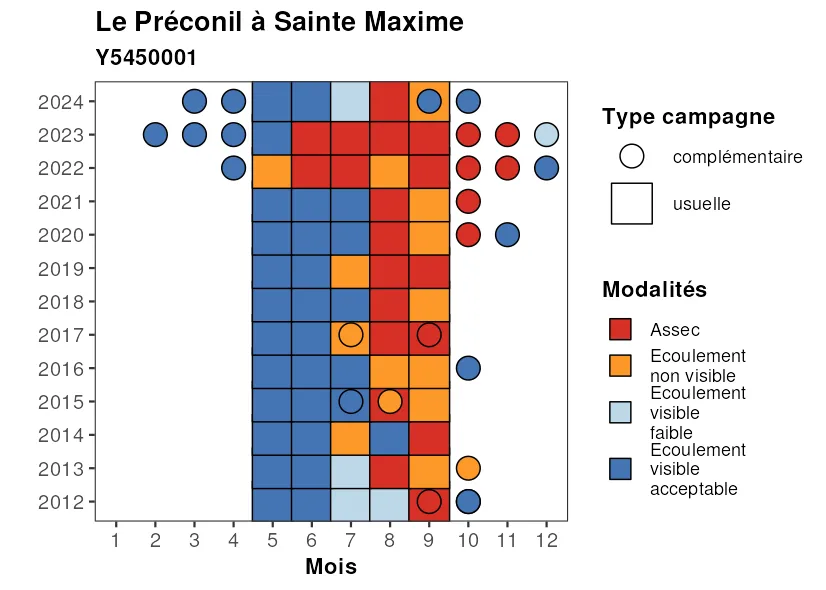 Le Préconil à Sainte Maxime
Y5450001
2024
2023
2022
2021
2020
2019
2018
2017
2016
2015
2014
2013
2012
1 2 3 4 5 6 7 8 9 10 11 12
Mois
Type campagne
complémentaire
usuelle
Modalités
Assec
Ecoulement
non visible
Ecoulement
visible
faible
Ecoulement
visible
acceptable